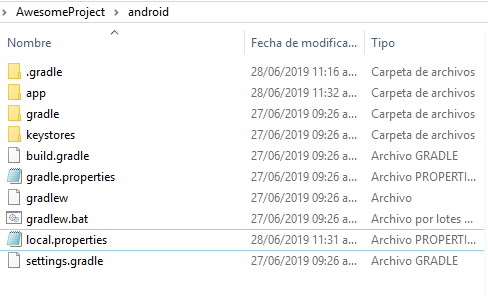 AwesomeProject > android
Nombre Fecha de modifica... Tipo
.gradle 28/06/2019 11:16 a... Carpeta de archivos
app 28/06/2019 11:32 a... Carpeta de archivos
gradle 27/06/2019 09:26 a... Carpeta de archivos
keystores 27/06/2019 09:26 a... Carpeta de archivos
build.gradle 27/06/2019 09:26 a... Archivo GRADLE
gradle.properties 27/06/2019 09:26 a... Archivo PROPERTI...
gradlew 27/06/2019 09:26 a... Archivo
gradlew.bat 27/06/2019 09:26 a... Archivo por lotes ...
local.properties 28/06/2019 11:31 a... Archivo PROPERTI...
settings.gradle 27/06/2019 09:26 a... Archivo GRADLE